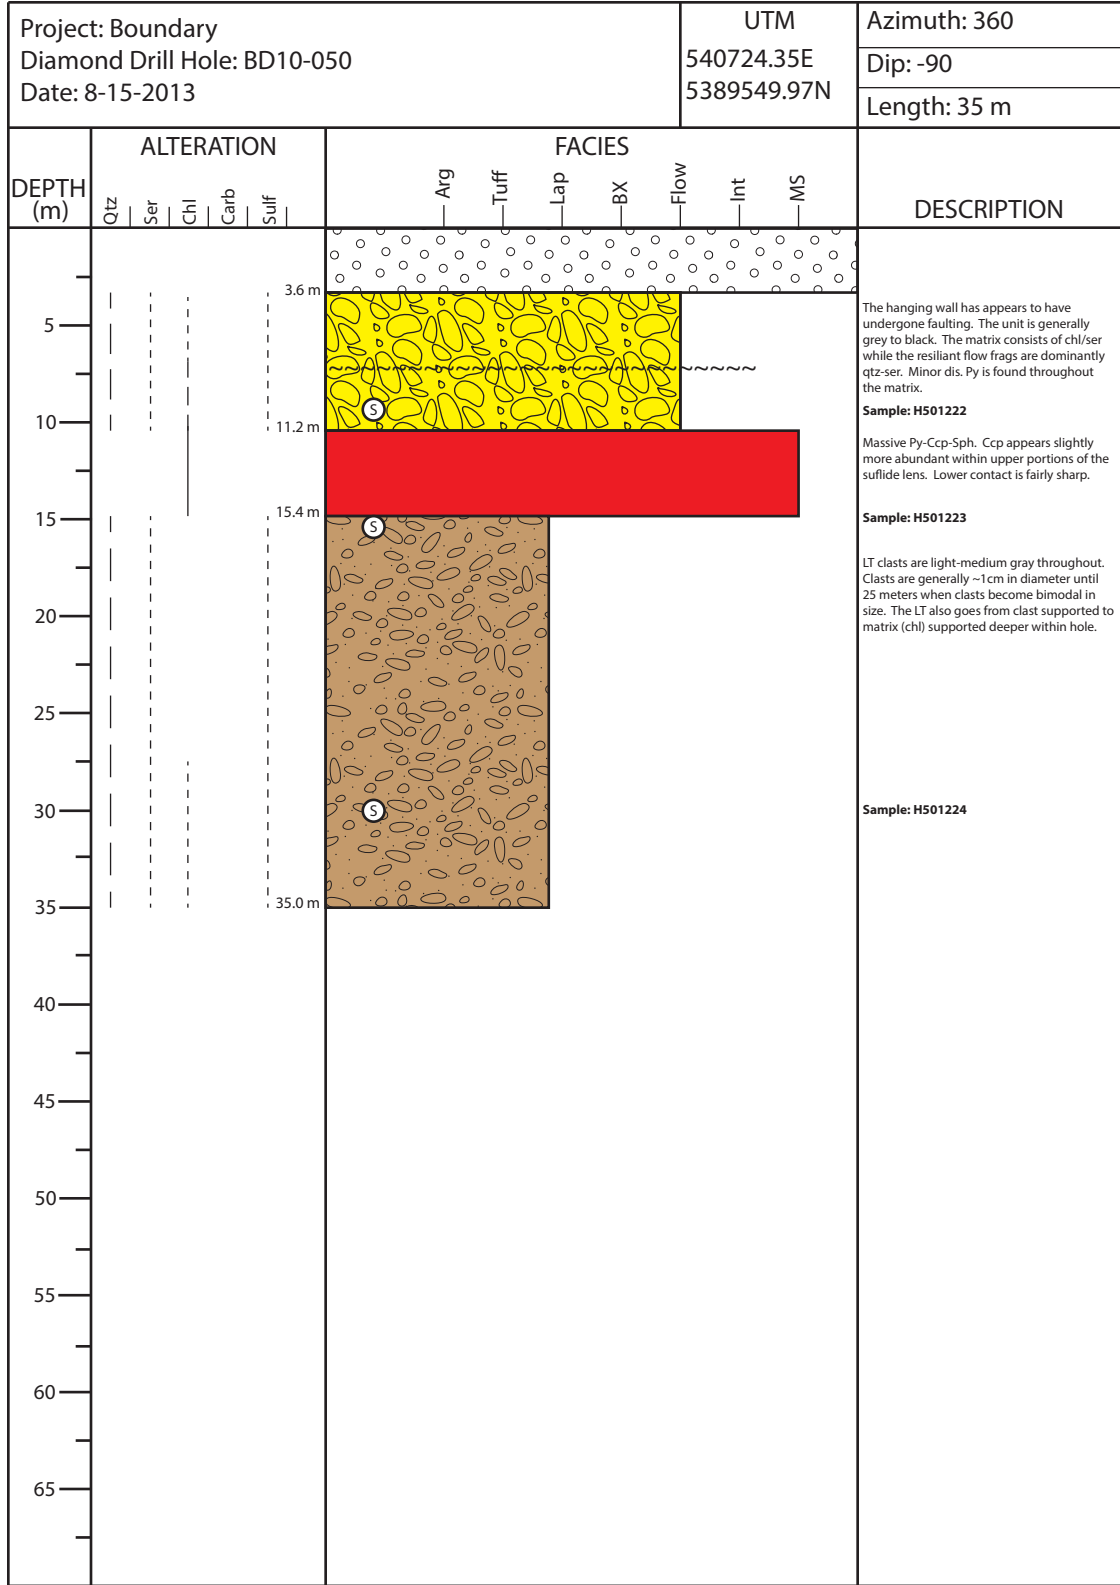 Project: Boundary
Diamond Drill Hole: BD10-050
Date: 8-15-2013
UTM
540724.35E
5389549.97N
Azimuth: 360
Dip: -90
Length: 35 m
DEPTH
(m)
ALTERATION
Qtz
Ser
Chl
Carb
Sulf
FACIES
Arg
Tuff
Lap
BX
Flow
Int
MS
DESCRIPTION
3.6 m
5
10
S
11.2 m
15.4 m
15
S
20
25
30
S
35.0 m
35
40
45
50
55
60
65
The hanging wall has appears to have
undergone faulting. The unit is generally
grey to black. The matrix consists of chl/ser
while the resiliant flow frags are dominantly
qtz-ser. Minor dis. Py is found throughout
the matrix.
Sample: H501222
Massive Py-Ccp-Sph. Ccp appears slightly
more abundant within upper portions of the
suflide lens. Lower contact is fairly sharp.
Sample: H501223
LT clasts are light-medium gray throughout.
Clasts are generally ~1cm in diameter until
25 meters when clasts become bimodal in
size. The LT also goes from clast supported to
matrix (chl) supported deeper within hole.
Sample: H501224